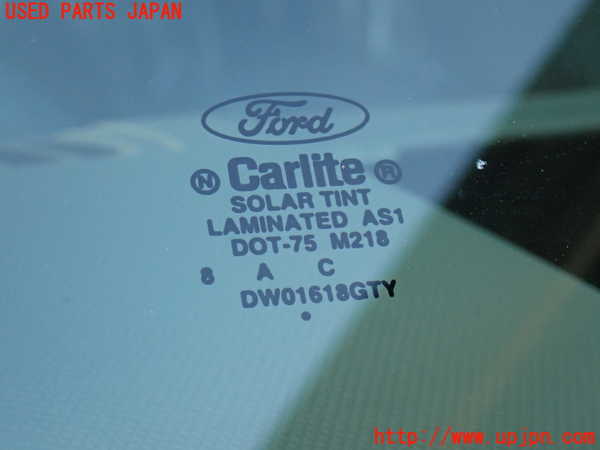 USED PARTS JAPAN
Ford
N Carlite R
SOLAR TINT
LAMINATED AS1
DOT-75 M218
8 A C
DW01618GTY
http://www.upjpn.com